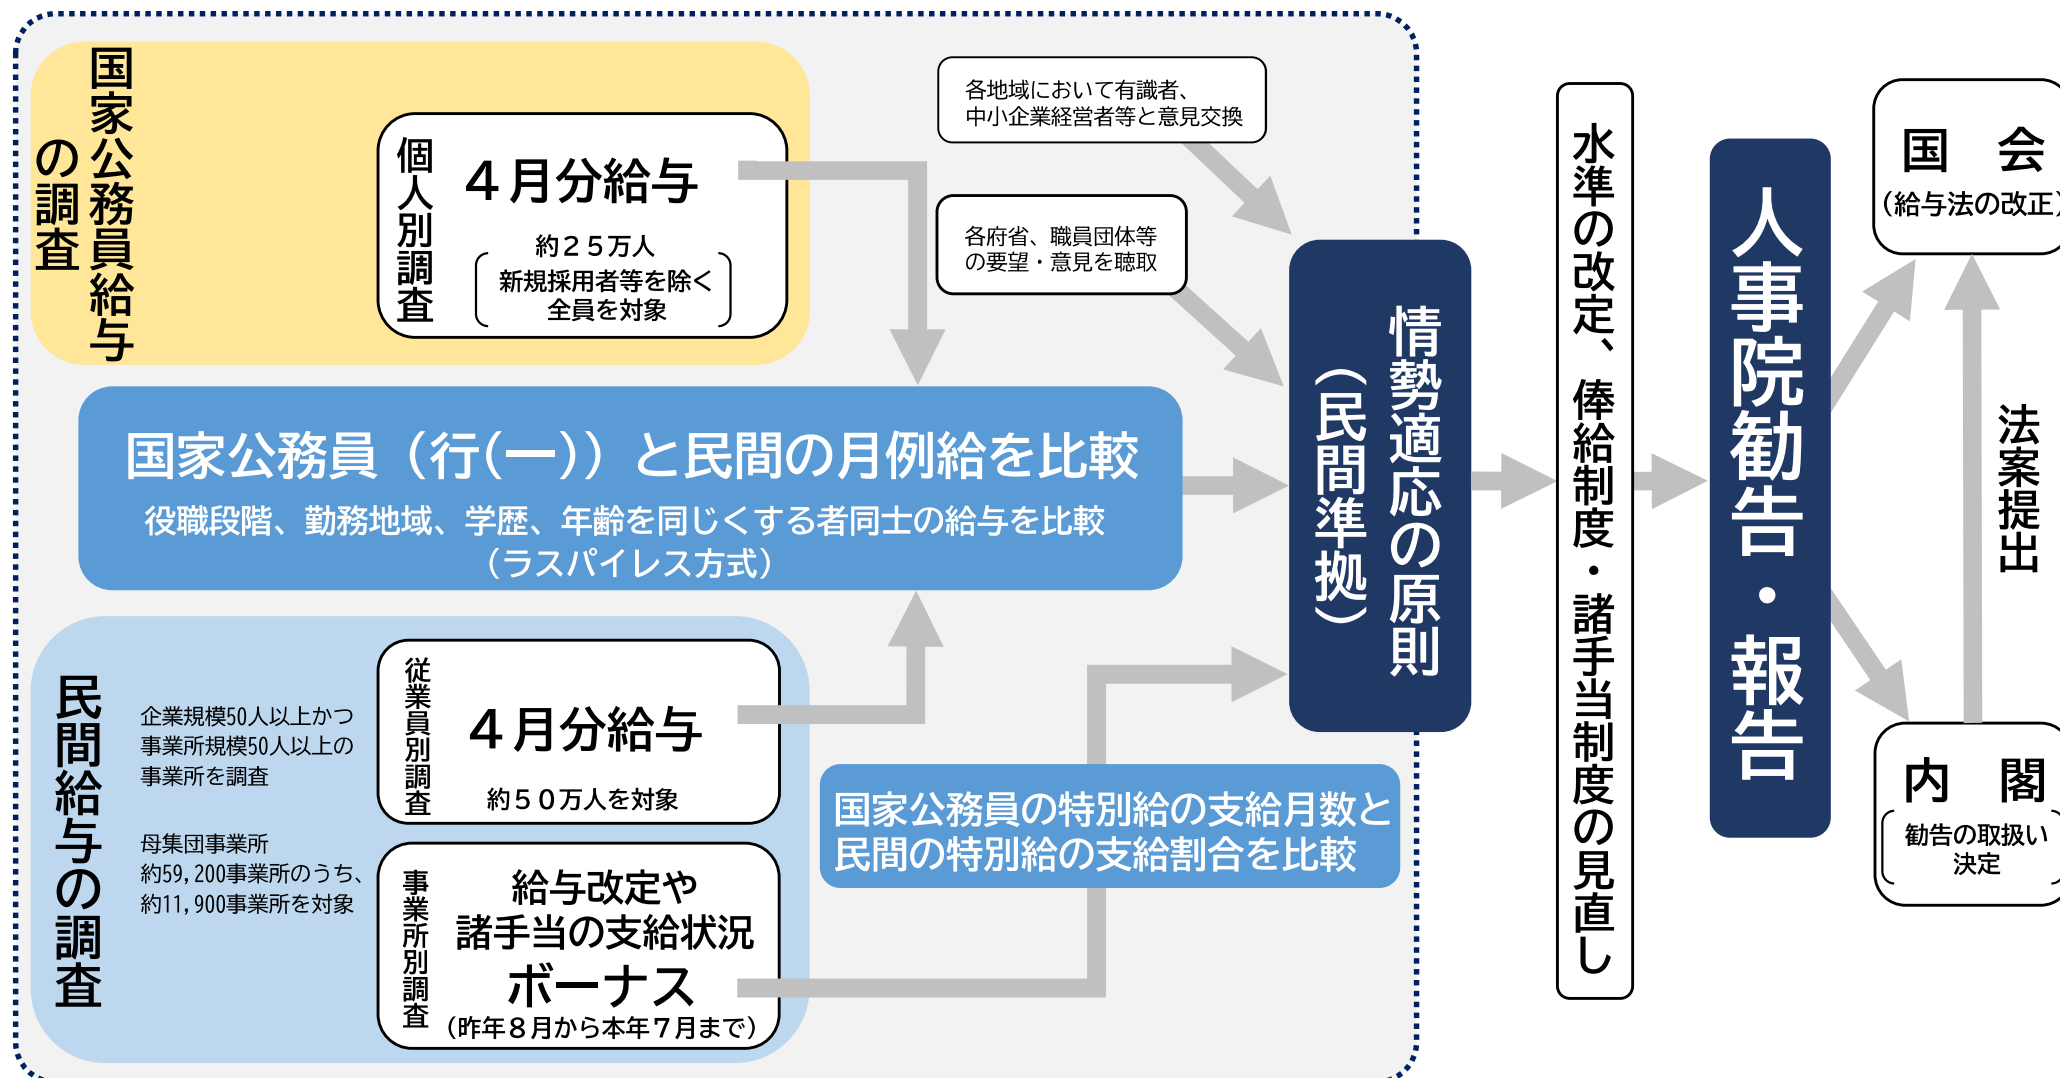 国家公務員給与
の調査
個人別調査
４月分給与
約２５万人
新規採用者等を除く
全員を対象
各地域において有識者、
中小企業経営者等と意見交換
各府省、職員団体等
の要望・意見を聴取
国家公務員（行(一)）と民間の月例給を比較
役職段階、勤務地域、学歴、年齢を同じくする者同士の給与を比較
（ラスパイレス方式）
民間給与の調査
企業規模50人以上かつ
事業所規模50人以上の
事業所を調査
母集団事業所
約59,200事業所のうち、
約11,900事業所を対象
従業員別調査
４月分給与
約５０万人を対象
事業所別調査
給与改定や
諸手当の支給状況
ボーナス
（昨年８月から本年７月まで）
国家公務員の特別給の支給月数と
民間の特別給の支給割合を比較
情勢適応の原則
（民間準拠）
水準の改定、俸給制度・諸手当制度の見直し
人事院勧告・報告
国　会
（給与法の改正）
法案提出
内　閣
勧告の取扱い
決定